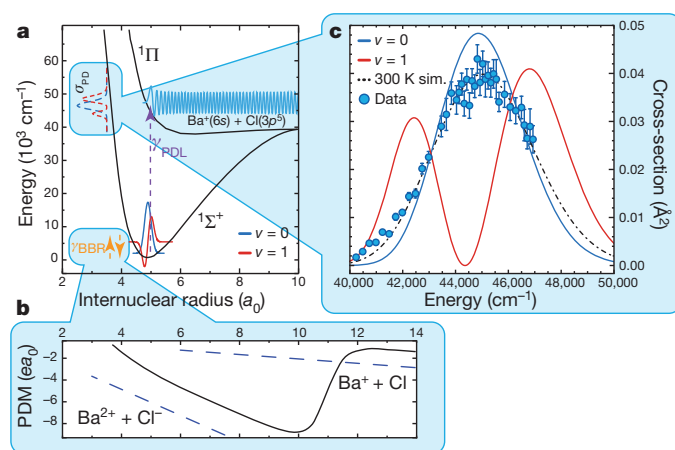 a
¹Π
σPD
Ba⁺(6s) + Cl(3p⁵)
γPDL
¹Σ⁺
v = 0
v = 1
γBBR
Energy (10³ cm⁻¹)
60
50
40
30
20
10
0
2 4 6 8 10
Internuclear radius (a₀)
c
v = 0
v = 1
300 K sim.
Data
Cross-section (Å²)
0.05
0.04
0.03
0.02
0.01
0.00
40,000 42,000 44,000 46,000 48,000 50,000
Energy (cm⁻¹)
b
2 4 6 8 10 12 14
PDM (ea₀)
−2
−4
−6
−8
Ba²⁺ + Cl⁻
Ba⁺ + Cl